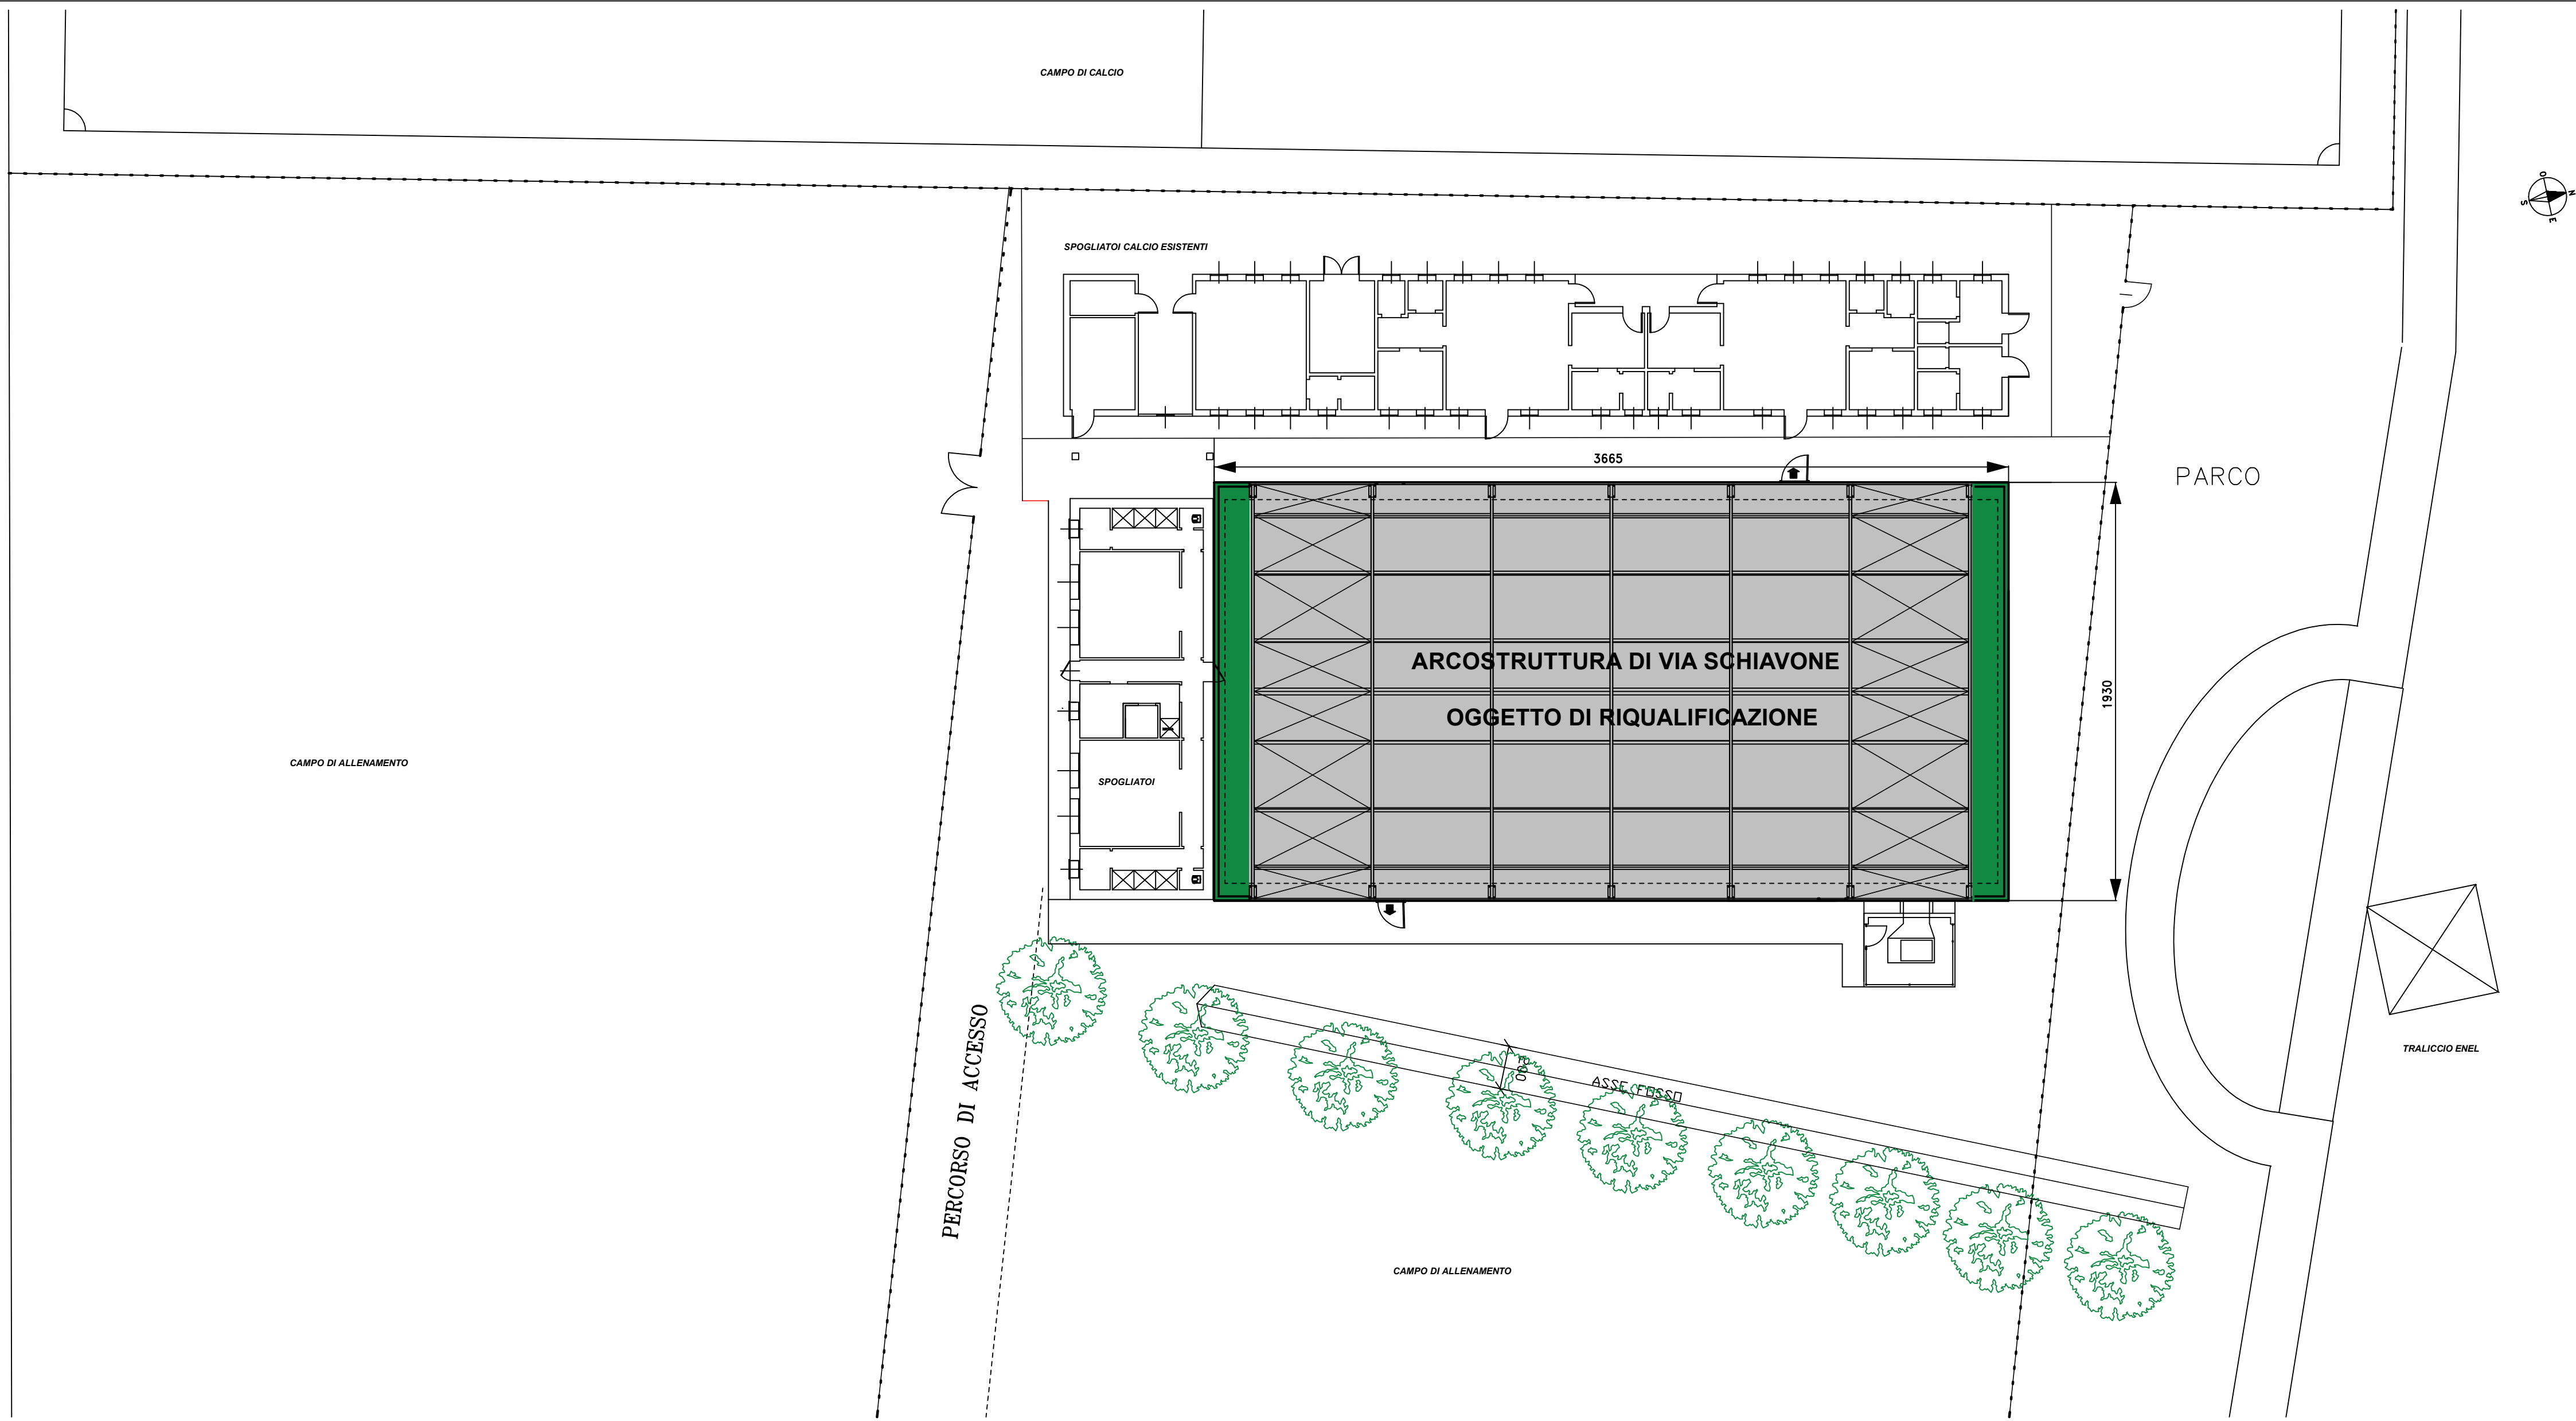 CAMPO DI CALCIO
O
N
S
E
SPOGLIATOI CALCIO ESISTENTI
3665
PARCO
ARCOSTRUTTURA DI VIA SCHIAVONE
OGGETTO DI RIQUALIFICAZIONE
1930
CAMPO DI ALLENAMENTO
SPOGLIATOI
PERCORSO DI ACCESSO
TRALICCIO ENEL
ASSE FOSSO
CAMPO DI ALLENAMENTO